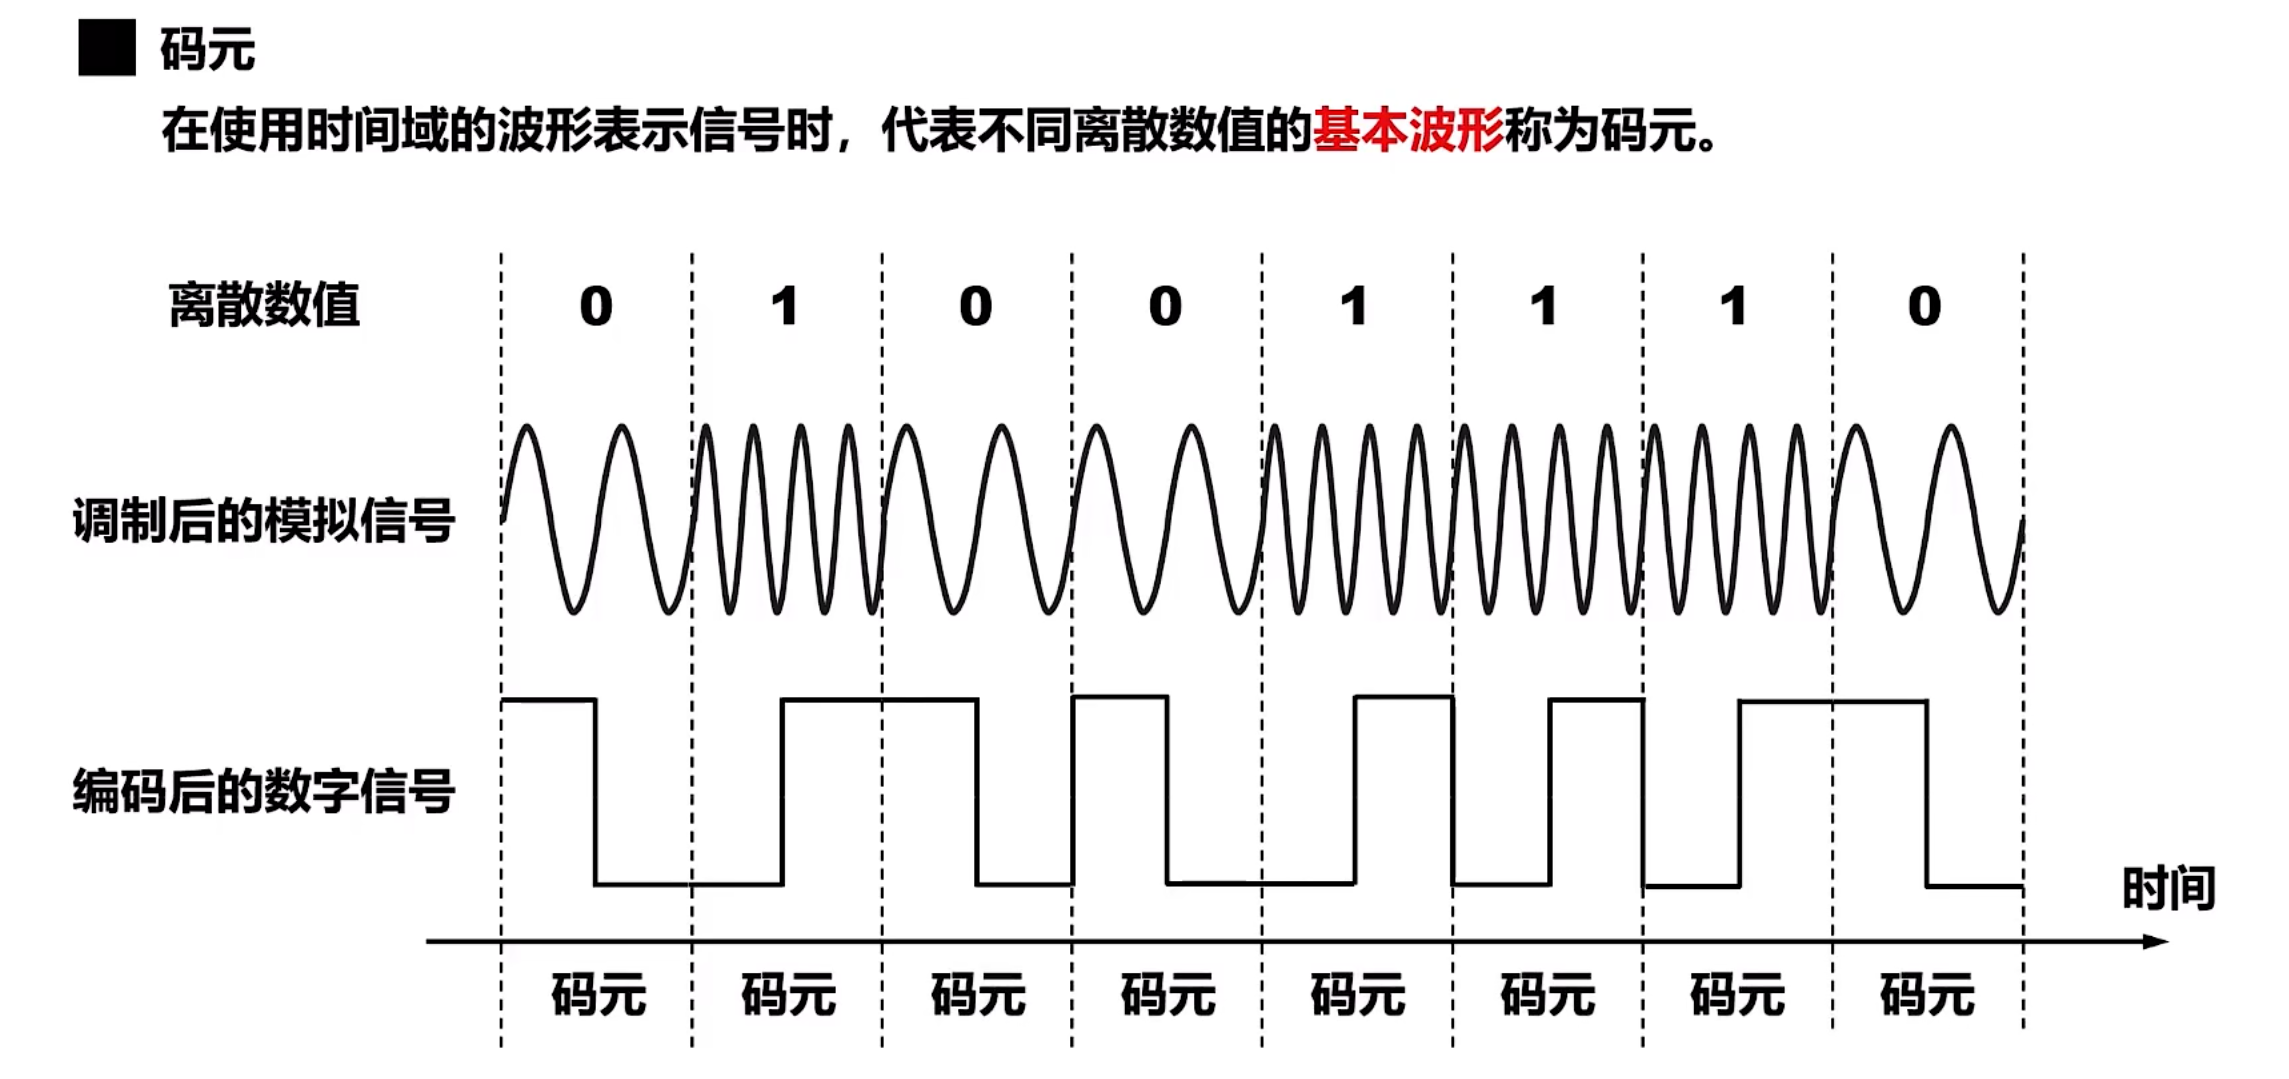 码元
在使用时间域的波形表示信号时，代表不同离散数值的基本波形称为码元。
离散数值 0 1 0 0 1 1 1 0
调制后的模拟信号
编码后的数字信号
时间
码元 码元 码元 码元 码元 码元 码元 码元